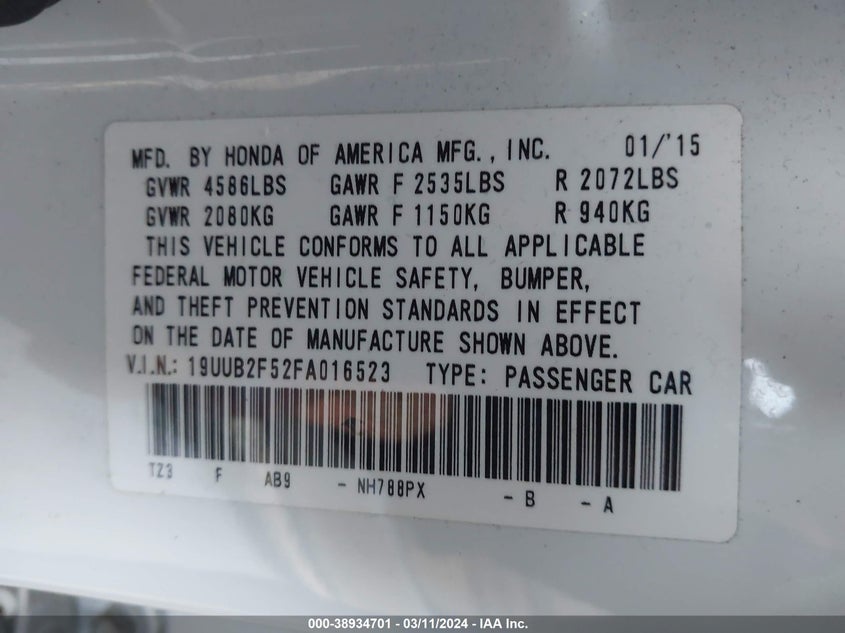 MFD. BY HONDA OF AMERICA MFG., INC. 01/'15
GVWR 4586LBS GAWR F 2535LBS R 2072LBS
GVWR 2080KG GAWR F 1150KG R 940KG
THIS VEHICLE CONFORMS TO ALL APPLICABLE
FEDERAL MOTOR VEHICLE SAFETY, BUMPER,
AND THEFT PREVENTION STANDARDS IN EFFECT
ON THE DATE OF MANUFACTURE SHOWN ABOVE.
V.I.N.: 19UUB2F52FA016523 TYPE: PASSENGER CAR
TZ3 F AB9 - NH788PX - B - A
000-38934701 - 03/11/2024 - IAA Inc.